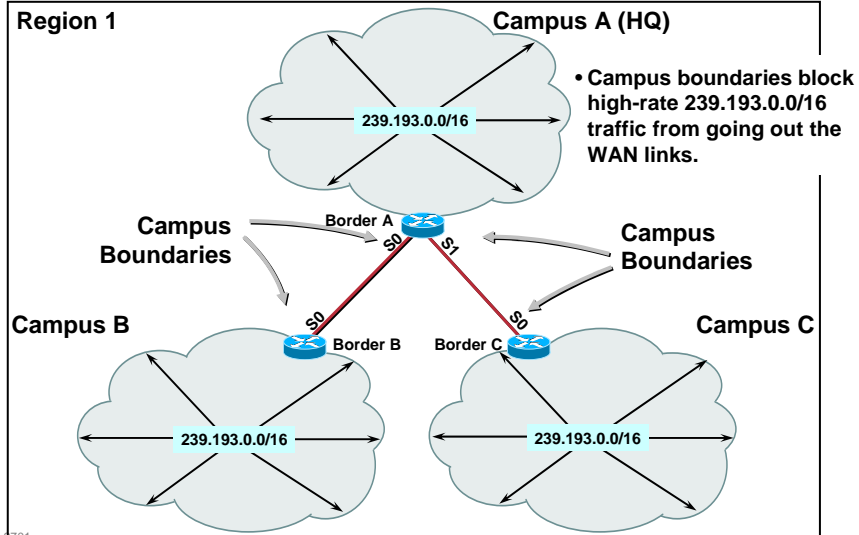 Region 1
Campus A (HQ)
• Campus boundaries block
high-rate 239.193.0.0/16
traffic from going out the
WAN links.
239.193.0.0/16
Border A
S0
S1
Campus
Boundaries
Campus
Boundaries
S0
S0
Campus B
Border B
Border C
Campus C
239.193.0.0/16
239.193.0.0/16